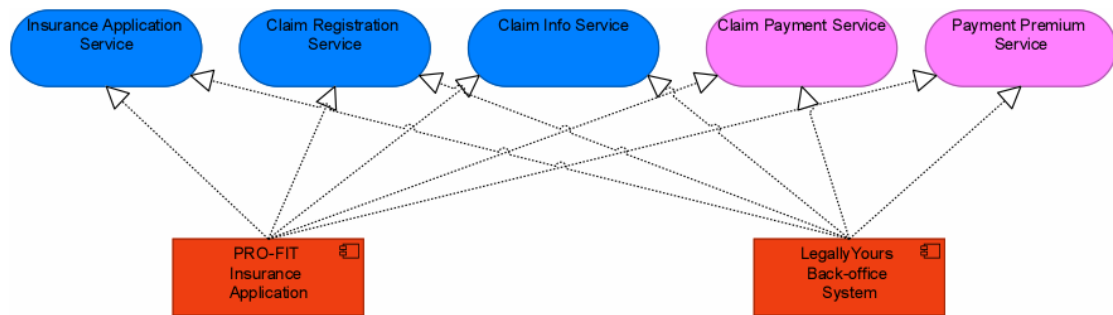 Insurance Application
Service
Claim Registration
Service
Claim Info Service
Claim Payment Service
Payment Premium
Service
PRO-FIT
Insurance
Application
LegallyYours
Back-office
System